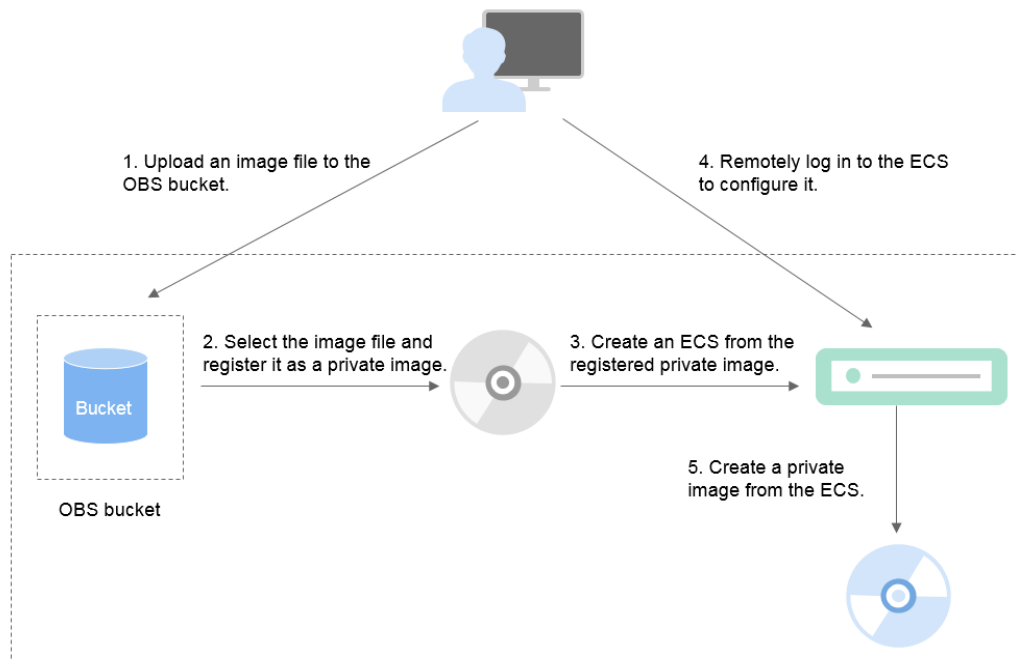 1. Upload an image file to the
OBS bucket.
4. Remotely log in to the ECS
to configure it.
2. Select the image file and
register it as a private image.
3. Create an ECS from the
registered private image.
Bucket
OBS bucket
5. Create a private
image from the ECS.